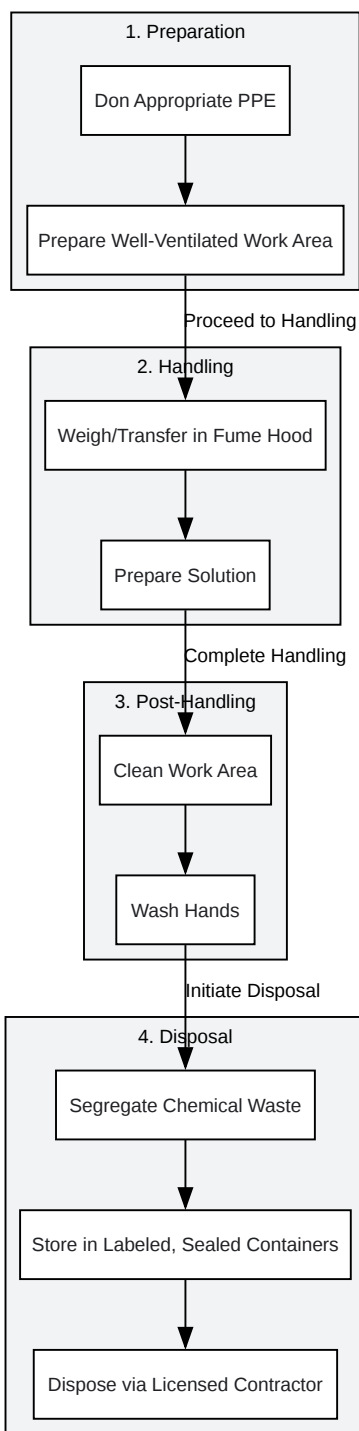 1. Preparation
Don Appropriate PPE
Prepare Well-Ventilated Work Area
Proceed to Handling
2. Handling
Weigh/Transfer in Fume Hood
Prepare Solution
Complete Handling
3. Post-Handling
Clean Work Area
Wash Hands
Initiate Disposal
4. Disposal
Segregate Chemical Waste
Store in Labeled, Sealed Containers
Dispose via Licensed Contractor